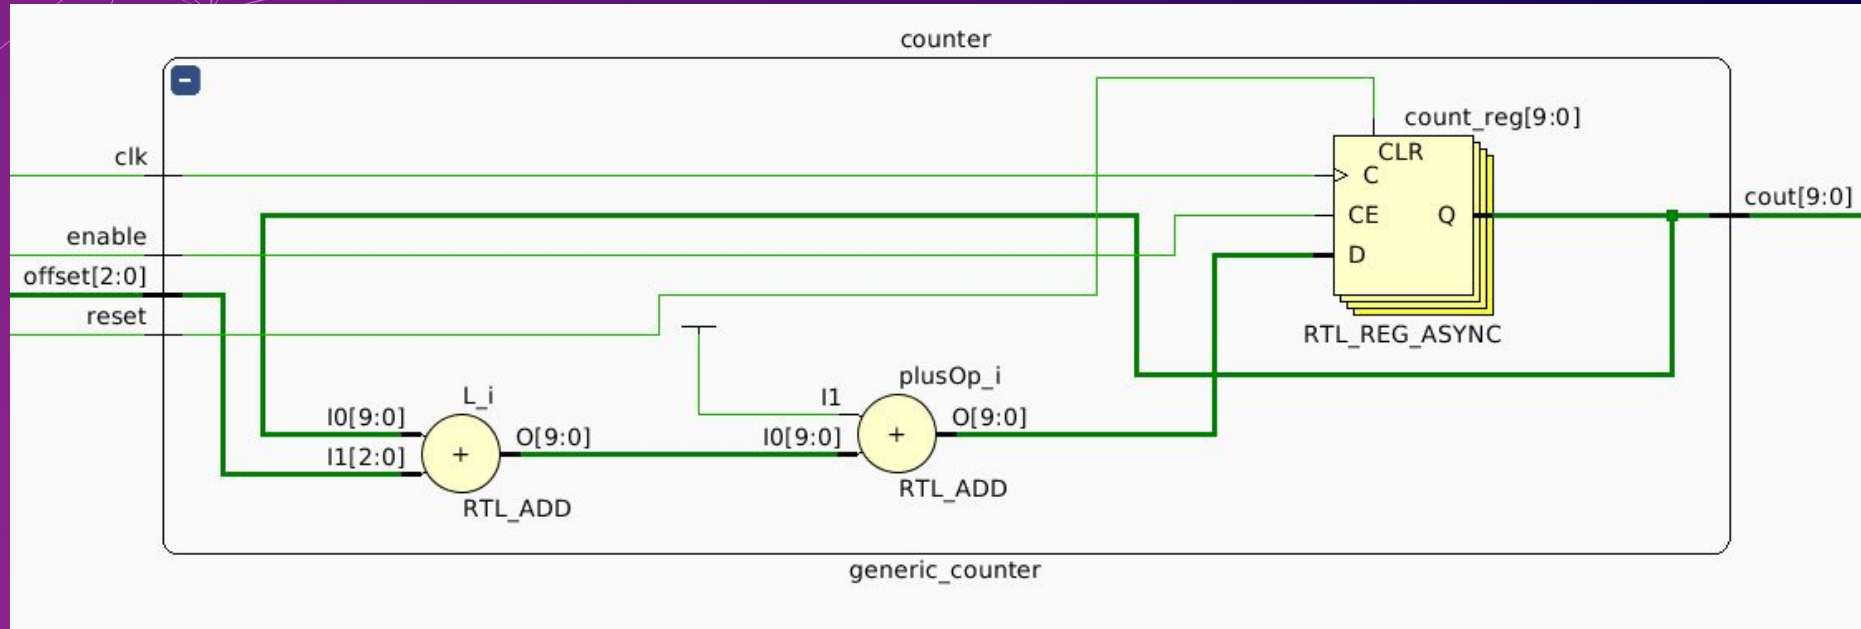 counter
count_reg[9:0]
clk
CLR
C
cout[9:0]
enable
CE
Q
offset[2:0]
D
reset
RTL_REG_ASYNC
plusOp_i
L_i
I1
I0[9:0]
O[9:0]
O[9:0]
I0[9:0]
+
I1[2:0]
+
RTL_ADD
RTL_ADD
generic_counter